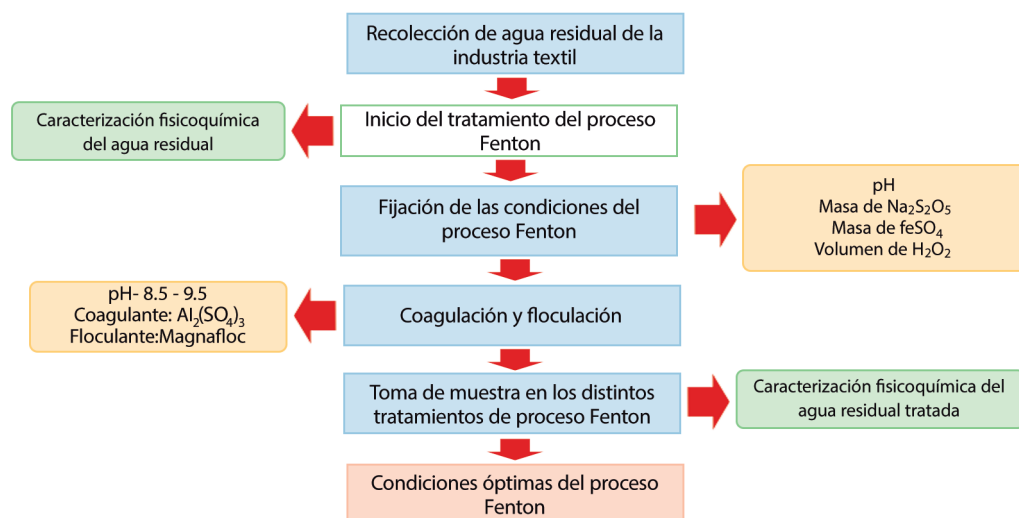 Recolección de agua residual de la
industria textil
Caracterización fisicoquímica
del agua residual
Inicio del tratamiento del proceso
Fenton
Fijación de las condiciones del
proceso Fenton
pH
Masa de Na₂S₂O₅
Masa de feSO₄
Volumen de H₂O₂
pH- 8.5 - 9.5
Coagulante: Al₂(SO₄)₃
Floculante:Magnafloc
Coagulación y floculación
Toma de muestra en los distintos
tratamientos de proceso Fenton
Caracterización fisicoquímica del
agua residual tratada
Condiciones óptimas del proceso
Fenton